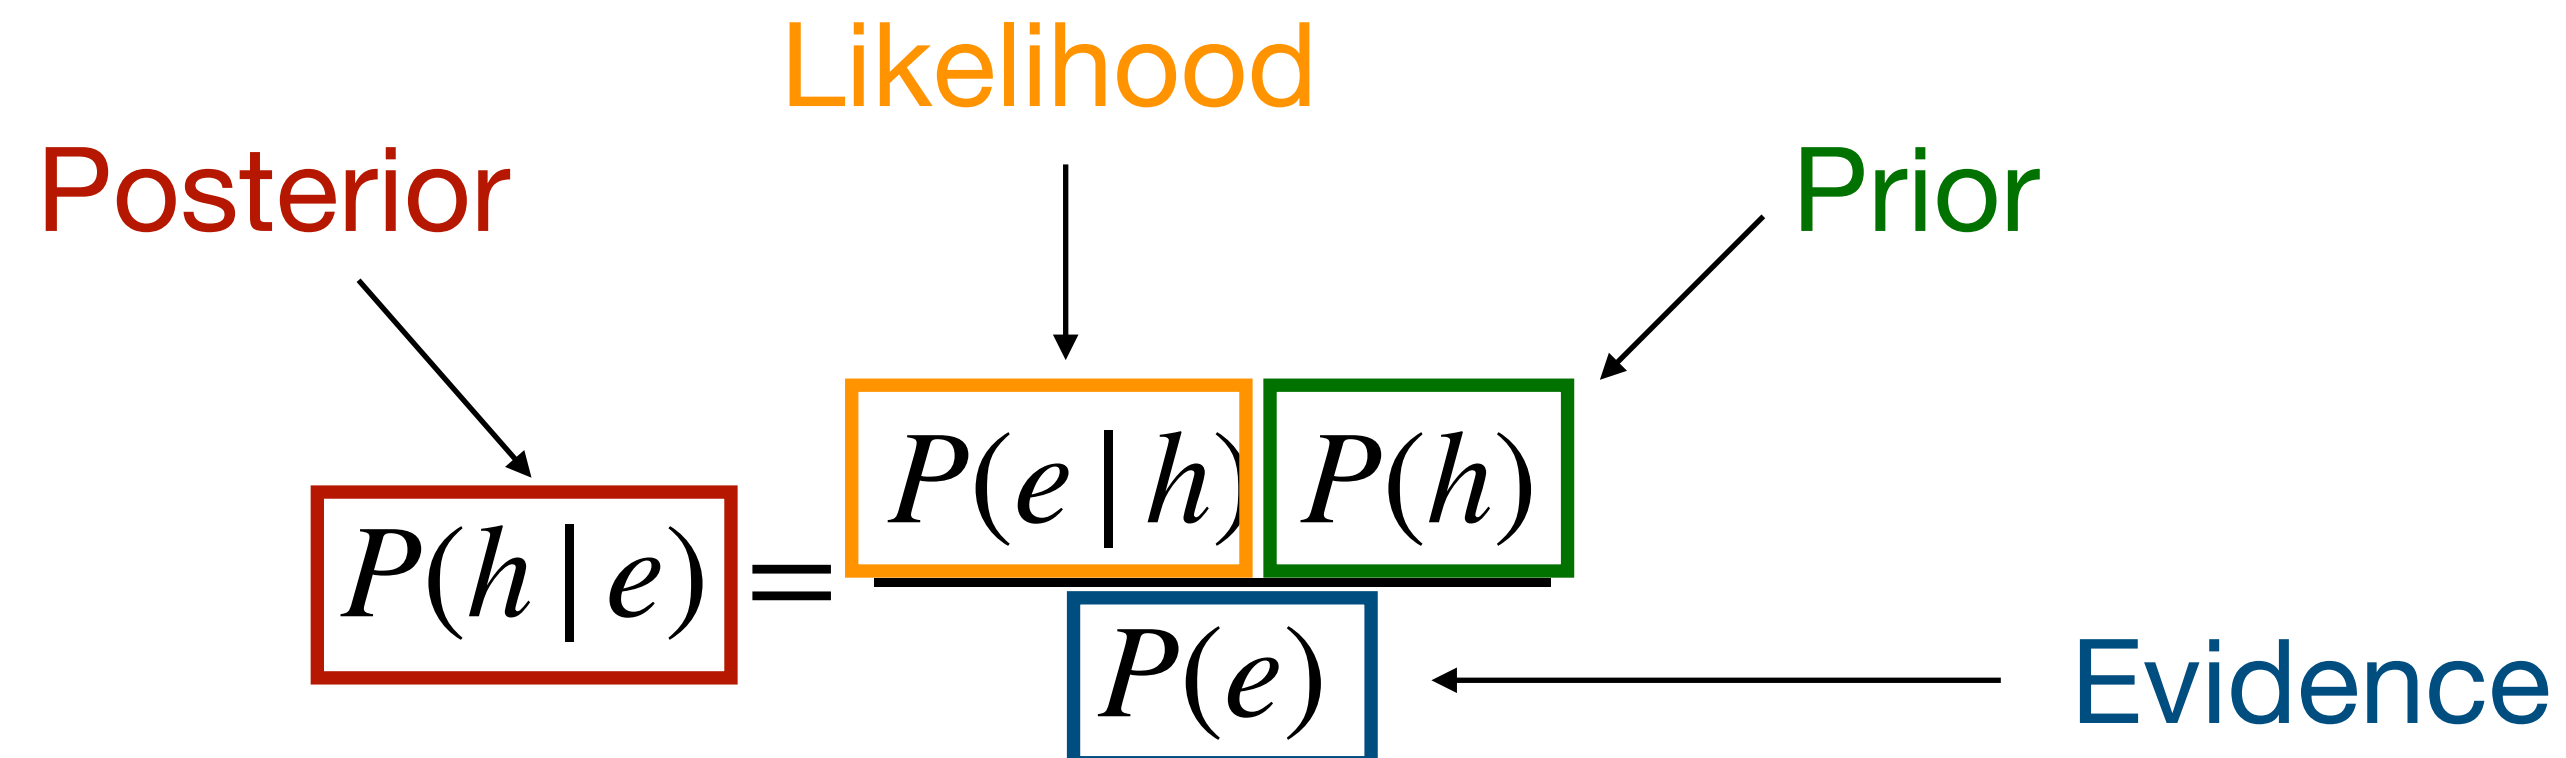 Likelihood
Posterior
Prior
P(e | h) P(h)
P(h | e) =
P(e)
Evidence